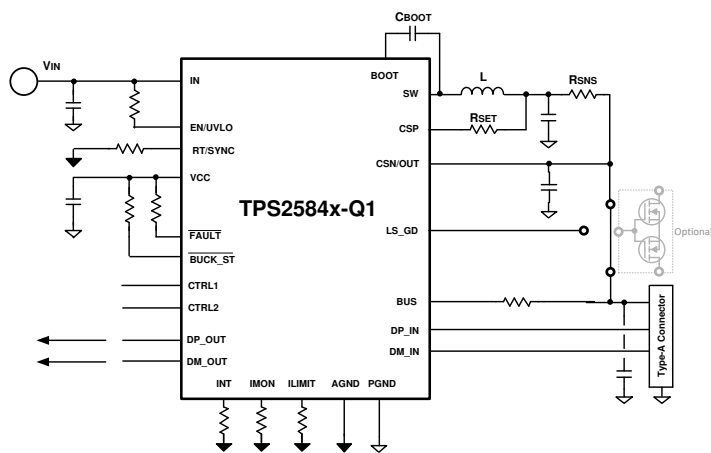 CBOOT
VIN
BOOT
L
IN
SW
RSNS
EN/UVLO
CSP
RSET
RT/SYNC
CSN/OUT
VCC
TPS2584x-Q1
FAULT
LS_GD
Optional
BUCK_ST
CTRL1
BUS
CTRL2
DP_OUT
DP_IN
DM_OUT
DM_IN
Type-A Connector
INT
IMON
ILIMIT
AGND
PGND